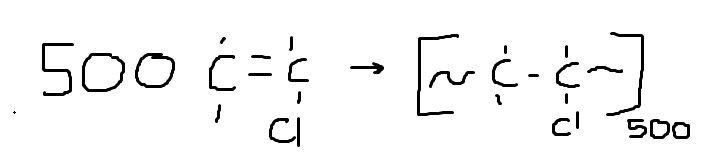 500 C = C → [~ C - C ~]500
Cl Cl